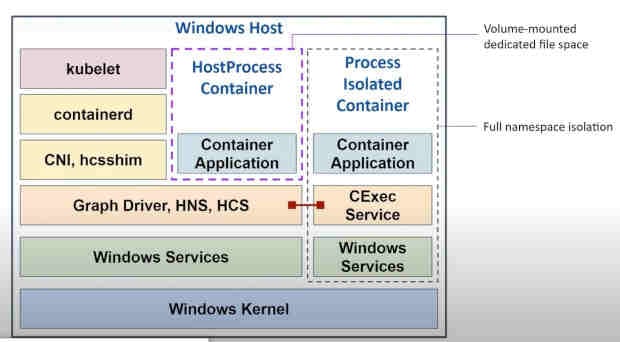 Windows Host
Volume-mounted
dedicated file space
kubelet
HostProcess
Container
Process
Isolated
Container
containerd
Full namespace isolation
CNI, hcsshim
Container
Application
Container
Application
Graph Driver, HNS, HCS
CExec
Service
Windows Services
Windows
Services
Windows Kernel